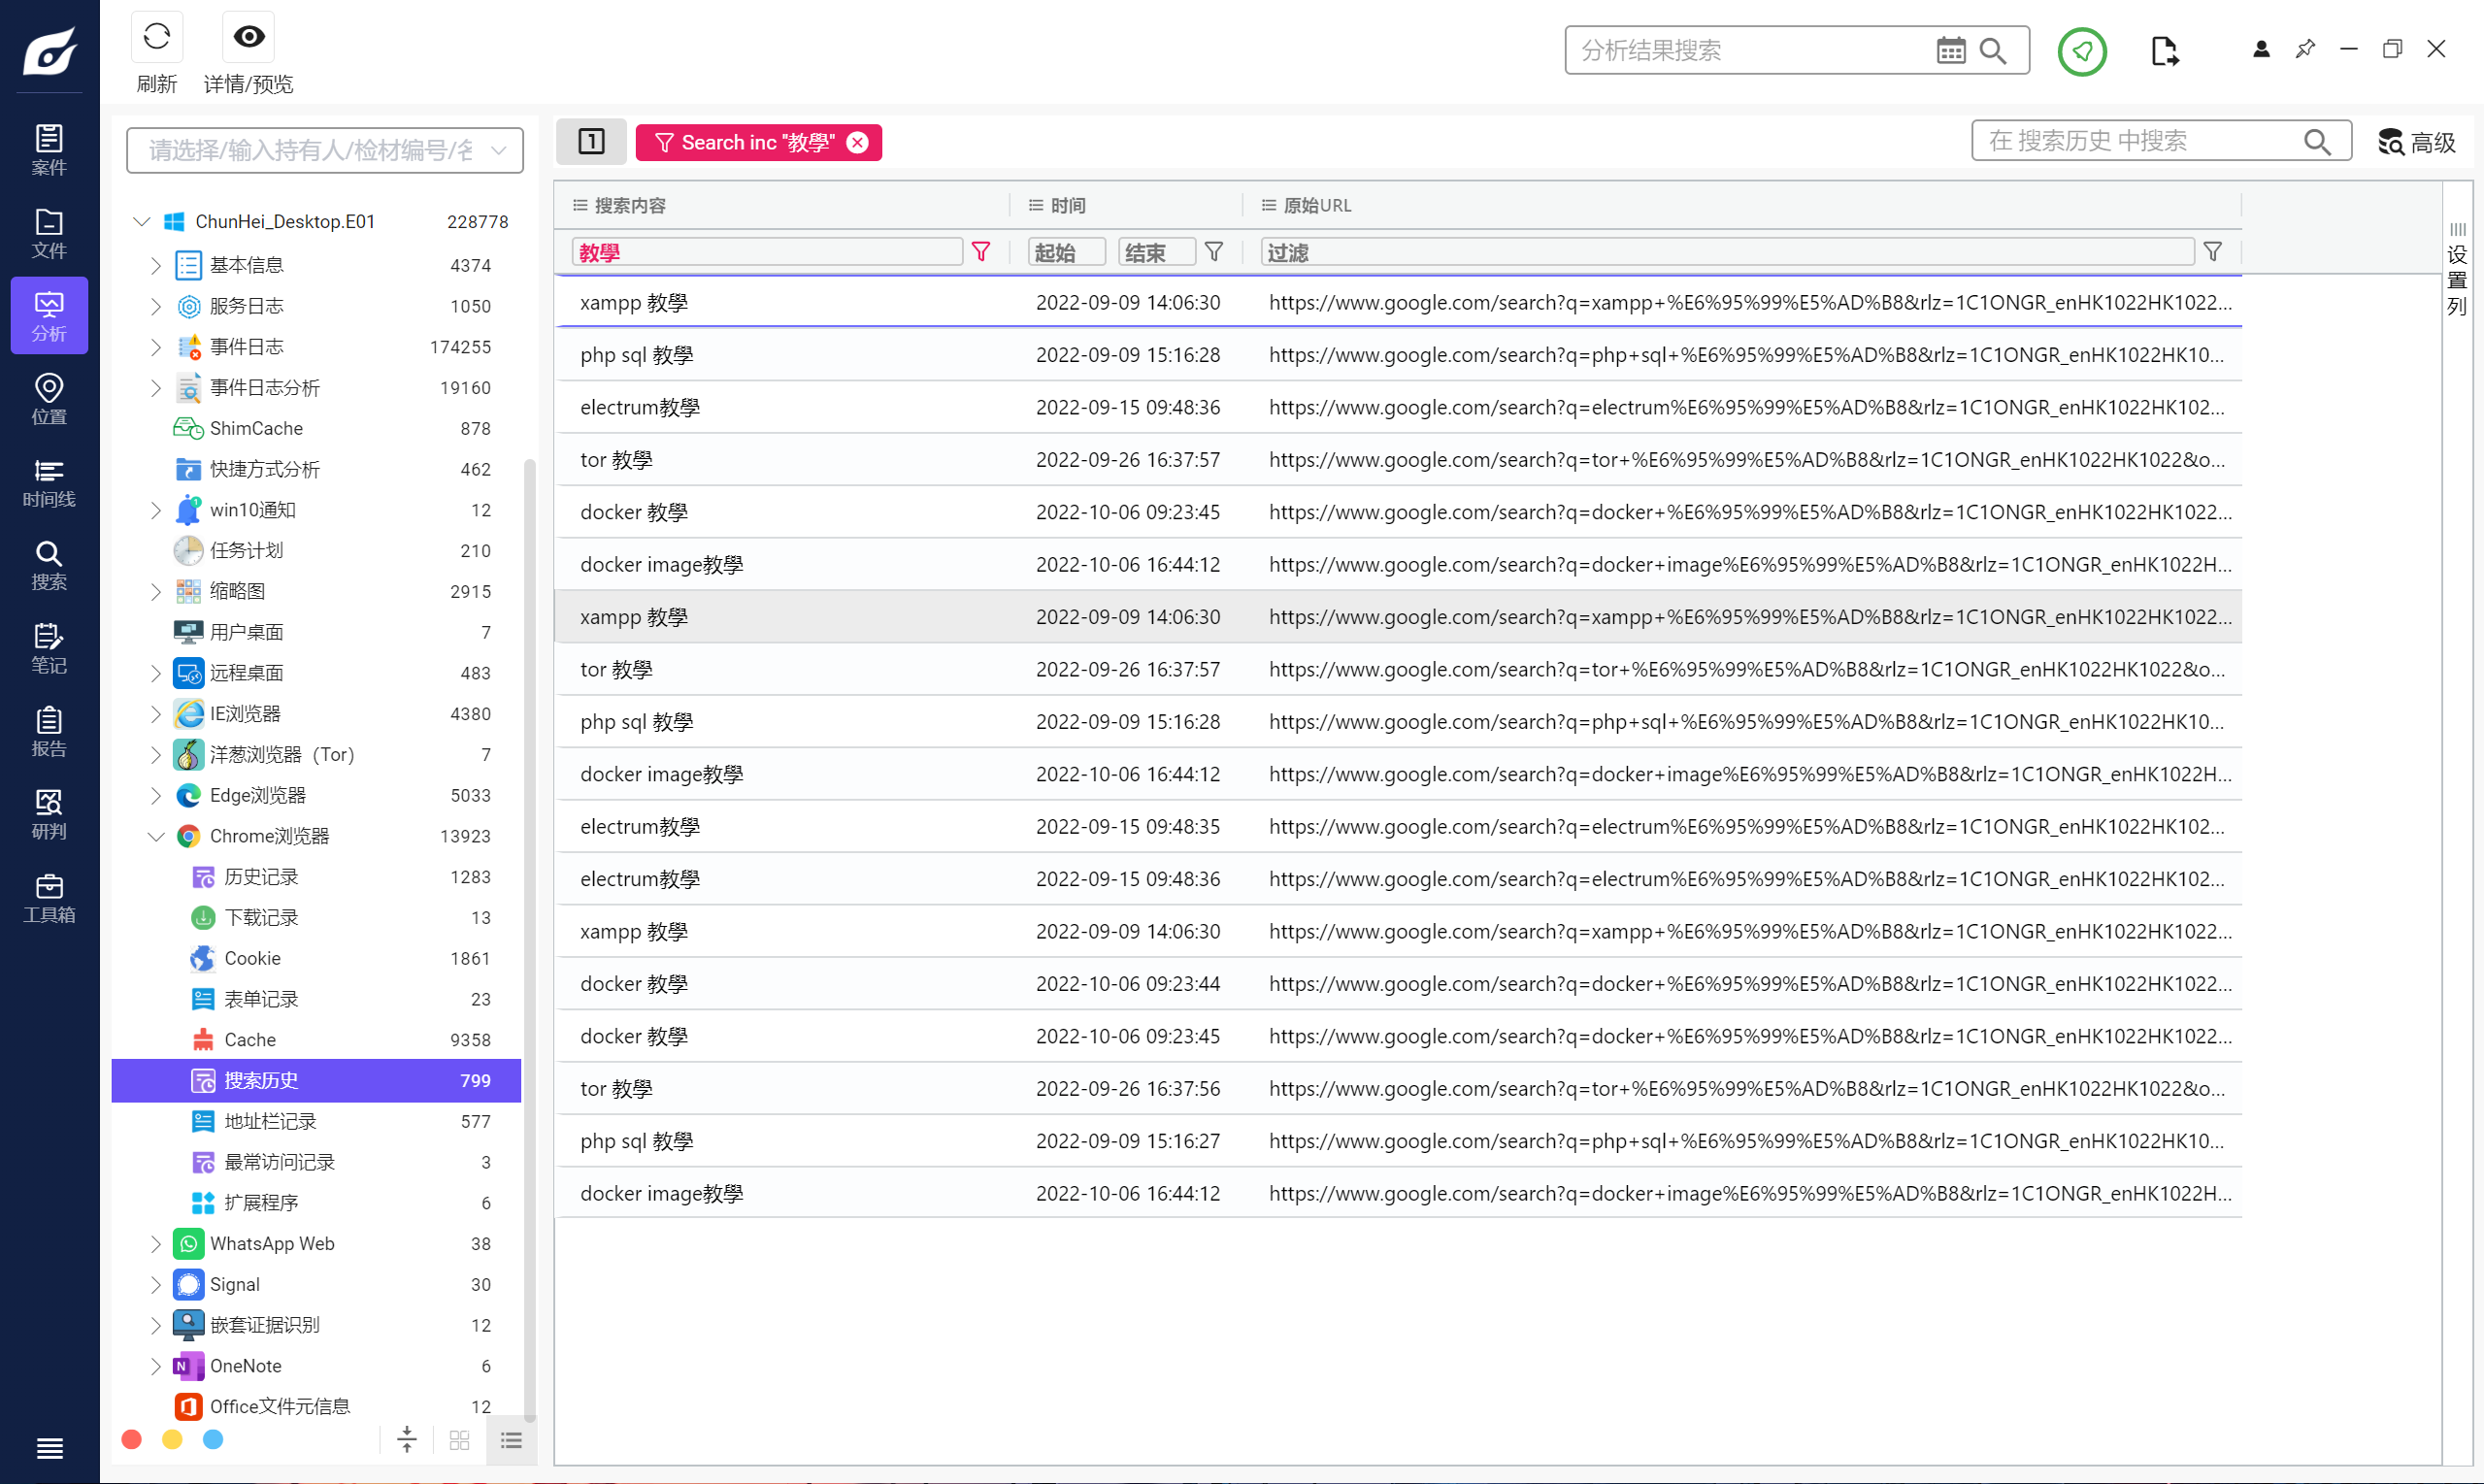 刷新
详情/预览
分析结果搜索
案件
文件
分析
位置
时间线
搜索
笔记
报告
研判
工具箱
请选择/输入持有人/检材编号/名
ChunHei_Desktop.E01 228778
基本信息 4374
服务日志 1050
事件日志 174255
事件日志分析 19160
ShimCache 878
快捷方式分析 462
win10通知 12
任务计划 210
缩略图 2915
用户桌面 7
远程桌面 483
IE浏览器 4380
洋葱浏览器（Tor） 7
Edge浏览器 5033
Chrome浏览器 13923
历史记录 1283
下载记录 13
Cookie 1861
表单记录 23
Cache 9358
搜索历史 799
地址栏记录 577
最常访问记录 3
扩展程序 6
WhatsApp Web 38
Signal 30
嵌套证据识别 12
OneNote 6
Office文件元信息 12
1
Search inc "教學"
在 搜索历史 中搜索
高级
搜索内容 时间 原始URL
教學 起始 结束 过滤
xampp 教學 2022-09-09 14:06:30 https://www.google.com/search?q=xampp+%E6%95%99%E5%AD%B8&rlz=1C1ONGR_enHK1022HK1022...
php sql 教學 2022-09-09 15:16:28 https://www.google.com/search?q=php+sql+%E6%95%99%E5%AD%B8&rlz=1C1ONGR_enHK1022HK10...
electrum教學 2022-09-15 09:48:36 https://www.google.com/search?q=electrum%E6%95%99%E5%AD%B8&rlz=1C1ONGR_enHK1022HK102...
tor 教學 2022-09-26 16:37:57 https://www.google.com/search?q=tor+%E6%95%99%E5%AD%B8&rlz=1C1ONGR_enHK1022HK1022&o...
docker 教學 2022-10-06 09:23:45 https://www.google.com/search?q=docker+%E6%95%99%E5%AD%B8&rlz=1C1ONGR_enHK1022HK1022...
docker image教學 2022-10-06 16:44:12 https://www.google.com/search?q=docker+image%E6%95%99%E5%AD%B8&rlz=1C1ONGR_enHK1022H...
xampp 教學 2022-09-09 14:06:30 https://www.google.com/search?q=xampp+%E6%95%99%E5%AD%B8&rlz=1C1ONGR_enHK1022HK1022...
tor 教學 2022-09-26 16:37:57 https://www.google.com/search?q=tor+%E6%95%99%E5%AD%B8&rlz=1C1ONGR_enHK1022HK1022&o...
php sql 教學 2022-09-09 15:16:28 https://www.google.com/search?q=php+sql+%E6%95%99%E5%AD%B8&rlz=1C1ONGR_enHK1022HK10...
docker image教學 2022-10-06 16:44:12 https://www.google.com/search?q=docker+image%E6%95%99%E5%AD%B8&rlz=1C1ONGR_enHK1022H...
electrum教學 2022-09-15 09:48:35 https://www.google.com/search?q=electrum%E6%95%99%E5%AD%B8&rlz=1C1ONGR_enHK1022HK102...
electrum教學 2022-09-15 09:48:36 https://www.google.com/search?q=electrum%E6%95%99%E5%AD%B8&rlz=1C1ONGR_enHK1022HK102...
xampp 教學 2022-09-09 14:06:30 https://www.google.com/search?q=xampp+%E6%95%99%E5%AD%B8&rlz=1C1ONGR_enHK1022HK1022...
docker 教學 2022-10-06 09:23:44 https://www.google.com/search?q=docker+%E6%95%99%E5%AD%B8&rlz=1C1ONGR_enHK1022HK1022...
docker 教學 2022-10-06 09:23:45 https://www.google.com/search?q=docker+%E6%95%99%E5%AD%B8&rlz=1C1ONGR_enHK1022HK1022...
tor 教學 2022-09-26 16:37:56 https://www.google.com/search?q=tor+%E6%95%99%E5%AD%B8&rlz=1C1ONGR_enHK1022HK1022&o...
php sql 教學 2022-09-09 15:16:27 https://www.google.com/search?q=php+sql+%E6%95%99%E5%AD%B8&rlz=1C1ONGR_enHK1022HK10...
docker image教學 2022-10-06 16:44:12 https://www.google.com/search?q=docker+image%E6%95%99%E5%AD%B8&rlz=1C1ONGR_enHK1022H...
设置列